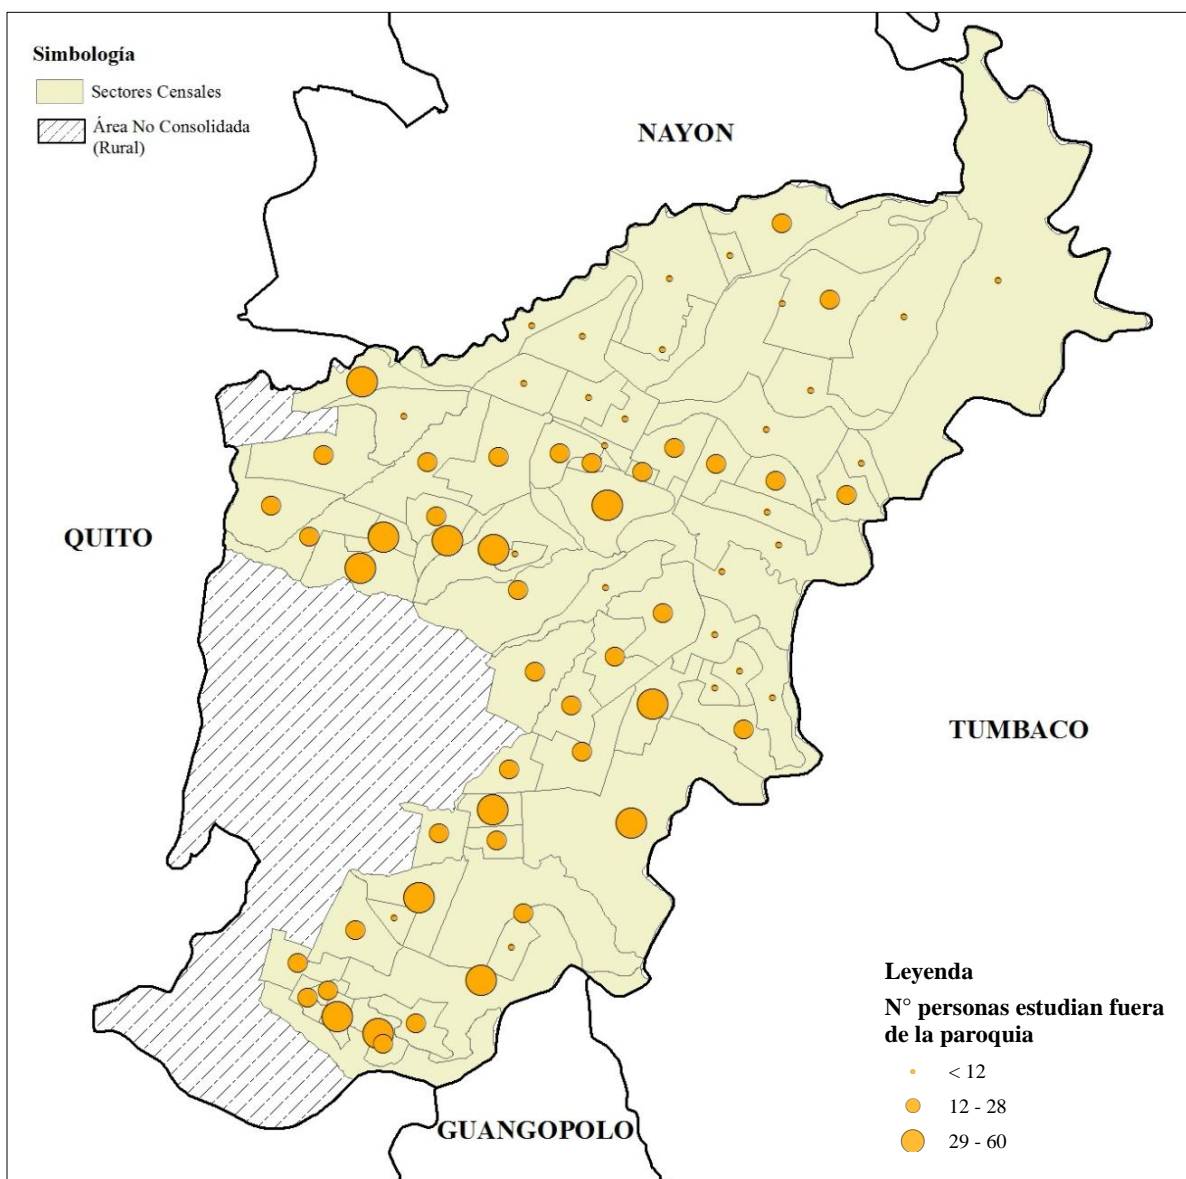 Simbología
Sectores Censales
Área No Consolidada
(Rural)
NAYON
QUITO
TUMBACO
GUANGOPOLO
Leyenda
N° personas estudian fuera
de la paroquia
< 12
12 - 28
29 - 60